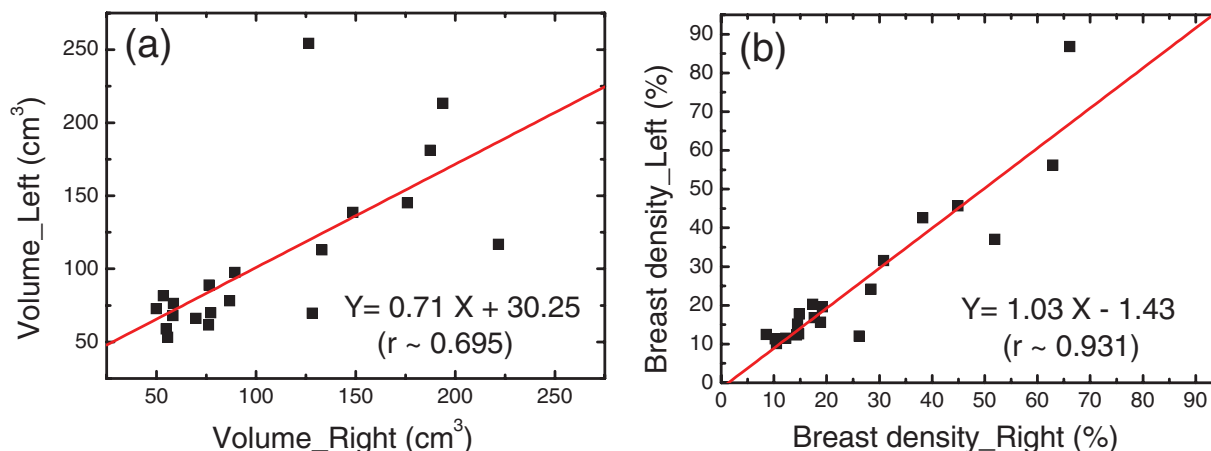 (a)
Volume_Left (cm³)
250
200
150
100
50
Y= 0.71 X + 30.25
(r ~ 0.695)
50 100 150 200 250
Volume_Right (cm³)
(b)
Breast density_Left (%)
90
80
70
60
50
40
30
20
10
0
Y= 1.03 X - 1.43
(r ~ 0.931)
0 10 20 30 40 50 60 70 80 90
Breast density_Right (%)